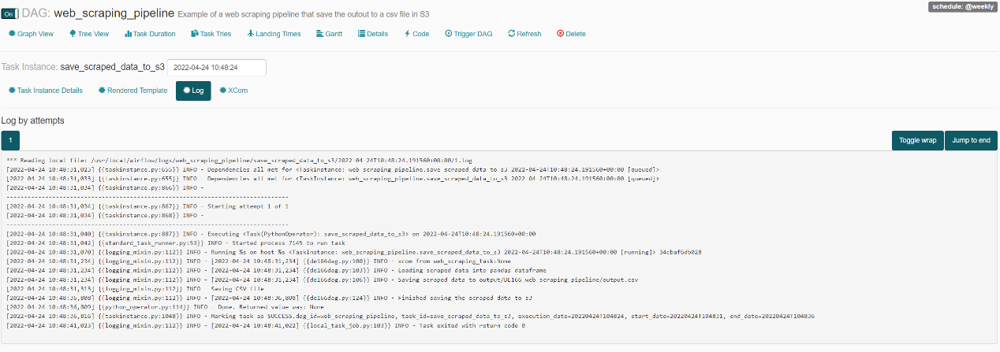 On DAG: web_scraping_pipeline Example of a web scraping pipeline that save the outout to a csv file in S3 schedule: @weekly
Graph View Tree View Task Duration Task Tries Landing Times Gantt Details Code Trigger DAG Refresh Delete
Task Instance: save_scraped_data_to_s3 2022-04-24 10:48:24
Task Instance Details Rendered Template Log XCom
Log by attempts
1 Toggle wrap Jump to end
*** Reading local file: /usr/local/airflow/logs/web_scraping_pipeline/save_scraped_data_to_s3/2022-04-24T10:48:24.191560+00:00/1.log
[2022-04-24 10:48:31,023] {{taskinstance.py:655}} INFO - Dependencies all met for <TaskInstance: web_scraping_pipeline.save_scraped_data_to_s3 2022-04-24T10:48:24.191560+00:00 [queued]>
[2022-04-24 10:48:31,033] {{taskinstance.py:655}} INFO - Dependencies all met for <TaskInstance: web_scraping_pipeline.save_scraped_data_to_s3 2022-04-24T10:48:24.191560+00:00 [queued]>
[2022-04-24 10:48:31,034] {{taskinstance.py:866}} INFO -
--------------------------------------------------------------------------------
[2022-04-24 10:48:31,034] {{taskinstance.py:867}} INFO - Starting attempt 1 of 1
[2022-04-24 10:48:31,034] {{taskinstance.py:868}} INFO -
--------------------------------------------------------------------------------
[2022-04-24 10:48:31,040] {{taskinstance.py:887}} INFO - Executing <Task(PythonOperator): save_scraped_data_to_s3> on 2022-04-24T10:48:24.191560+00:00
[2022-04-24 10:48:31,042] {{standard_task_runner.py:53}} INFO - Started process 7145 to run task
[2022-04-24 10:48:31,070] {{logging_mixin.py:112}} INFO - Running %s on host %s <TaskInstance: web_scraping_pipeline.save_scraped_data_to_s3 2022-04-24T10:48:24.191560+00:00 [running]> 34cbaf6db028
[2022-04-24 10:48:31,234] {{logging_mixin.py:112}} INFO - [2022-04-24 10:48:31,234] {{de166dag.py:100}} INFO - xcom from web_scraping_task:None
[2022-04-24 10:48:31,234] {{logging_mixin.py:112}} INFO - [2022-04-24 10:48:31,234] {{de166dag.py:103}} INFO - Loading scraped data into pandas dataframe
[2022-04-24 10:48:31,234] {{logging_mixin.py:112}} INFO - [2022-04-24 10:48:31,234] {{de166dag.py:106}} INFO - Saving scraped data to output/DE166_web_scraping_pipeline/output.csv
[2022-04-24 10:48:31,313] {{logging_mixin.py:112}} INFO - Saving CSV file
[2022-04-24 10:48:36,808] {{logging_mixin.py:112}} INFO - [2022-04-24 10:48:36,808] {{de166dag.py:124}} INFO - Finished saving the scraped data to s3
[2022-04-24 10:48:36,809] {{python_operator.py:114}} INFO - Done. Returned value was: None
[2022-04-24 10:48:36,816] {{taskinstance.py:1048}} INFO - Marking task as SUCCESS.dag_id=web_scraping_pipeline, task_id=save_scraped_data_to_s3, execution_date=20220424T104824, start_date=20220424T104831, end_date=20220424T104836
[2022-04-24 10:48:41,023] {{logging_mixin.py:112}} INFO - [2022-04-24 10:48:41,022] {{local_task_job.py:103}} INFO - Task exited with return code 0